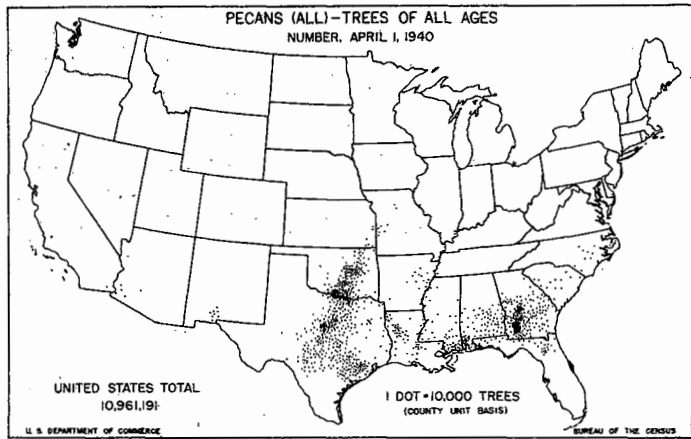 PECANS (ALL)-TREES OF ALL AGES
NUMBER, APRIL 1, 1940
UNITED STATES TOTAL
10,961,191
1 DOT=10,000 TREES
(COUNTY UNIT BASIS)
U. S. DEPARTMENT OF COMMERCE
BUREAU OF THE CENSUS